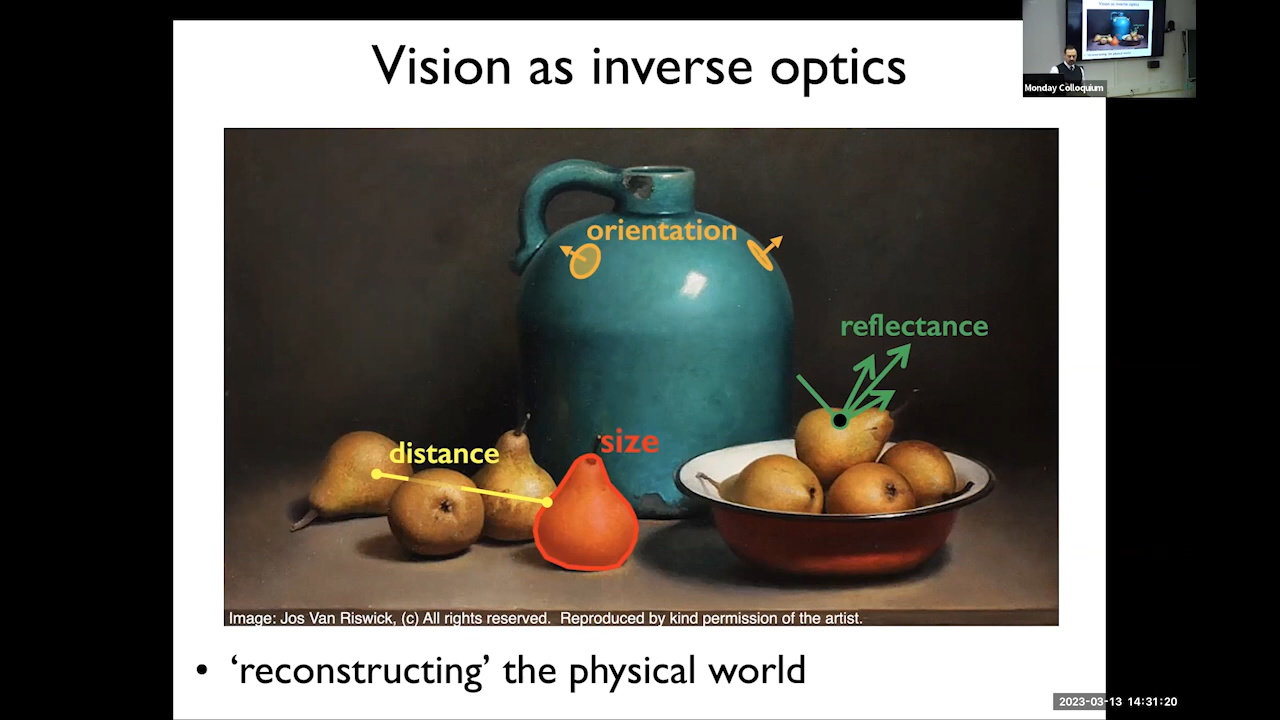 Vision as inverse optics
Monday Colloquium
orientation
reflectance
distance
size
Image: Jos Van Riswick, (c) All rights reserved.  Reproduced by kind permission of the artist.
• ‘reconstructing’ the physical world
2023-03-13 14:31:20